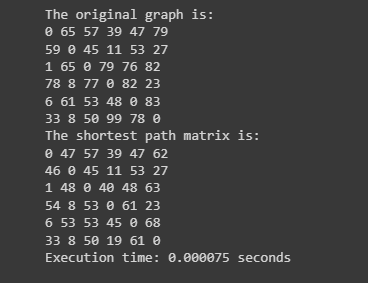 The original graph is:
0 65 57 39 47 79
59 0 45 11 53 27
1 65 0 79 76 82
78 8 77 0 82 23
6 61 53 48 0 83
33 8 50 99 78 0
The shortest path matrix is:
0 47 57 39 47 62
46 0 45 11 53 27
1 48 0 40 48 63
54 8 53 0 61 23
6 53 53 45 0 68
33 8 50 19 61 0
Execution time: 0.000075 seconds